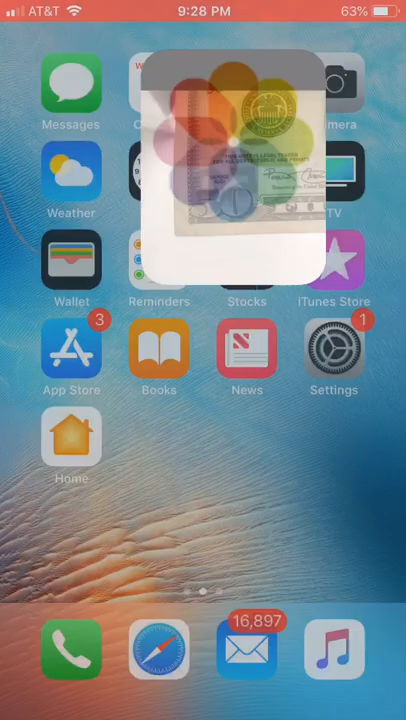 AT&T 9:28 PM 63%
Messages
Weather
TV
Wallet Reminders Stocks iTunes Store
3 1
App Store Books News Settings
Home
16,897